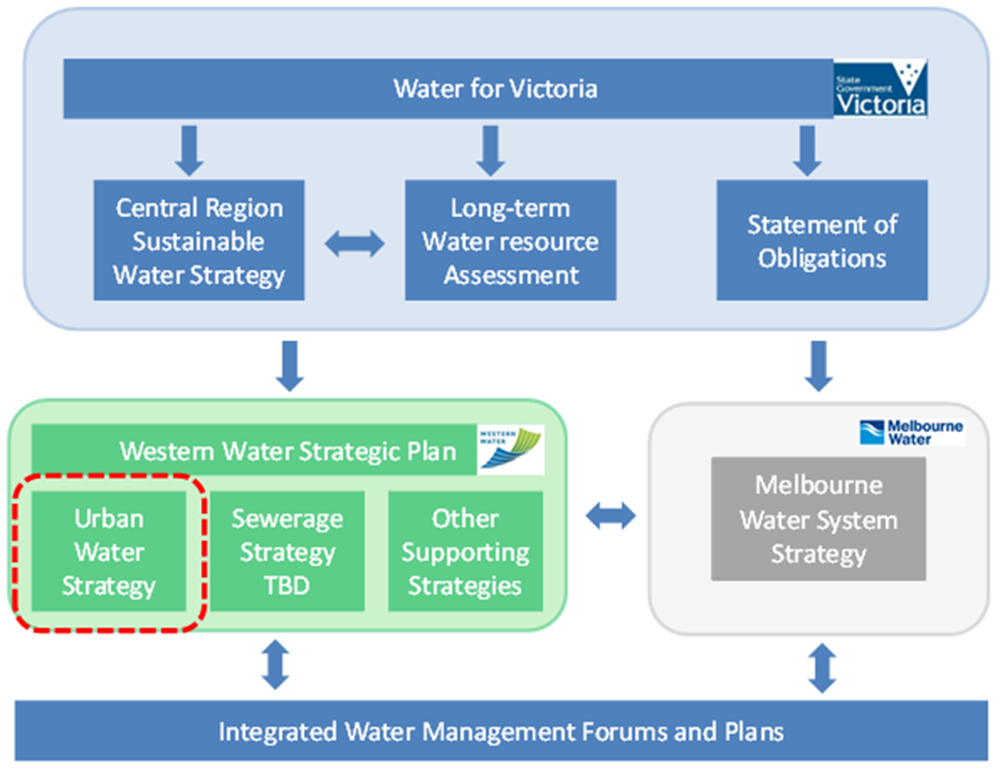 Water for Victoria
State
Government
Victoria
Central Region
Sustainable
Water Strategy
Long-term
Water resource
Assessment
Statement of
Obligations
Western Water Strategic Plan
WESTERN
WATER
Urban
Water
Strategy
Sewerage
Strategy
TBD
Other
Supporting
Strategies
Melbourne
Water
Melbourne
Water System
Strategy
Integrated Water Management Forums and Plans